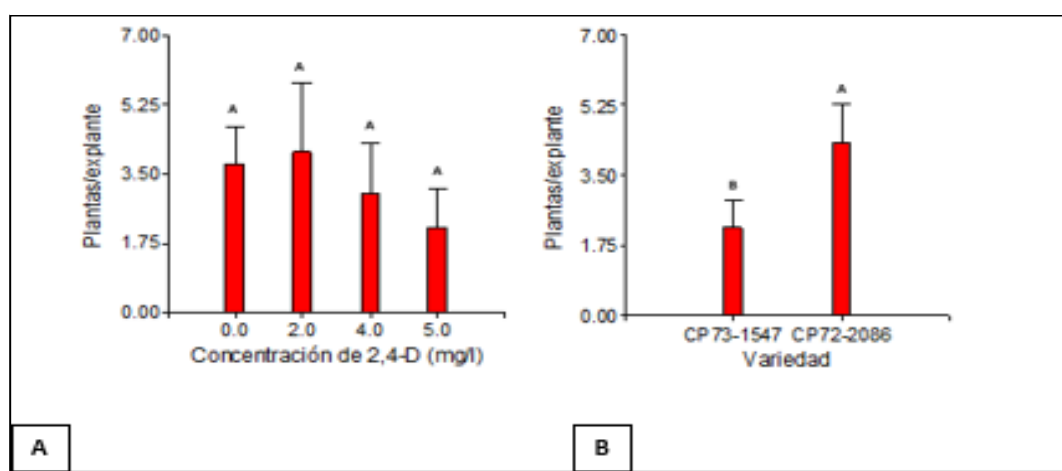 7.00
5.25
3.50
1.75
0.00
Plantas/explante
A
A
A
A
0.0 2.0 4.0 5.0
Concentración de 2,4-D (mg/l)
A
7.00
5.25
3.50
1.75
0.00
Plantas/explante
B
A
CP73-1547 CP72-2086
Variedad
B